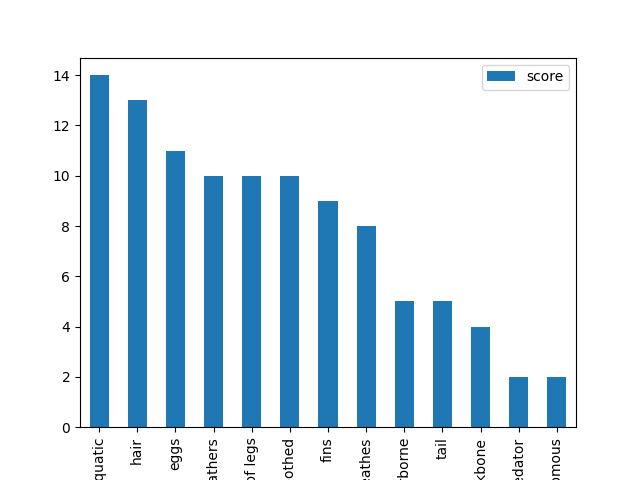 score
14
12
10
8
6
4
2
0
quatic
hair
eggs
athers
of legs
othed
fins
eathes
rborne
tail
kbone
edator
omous